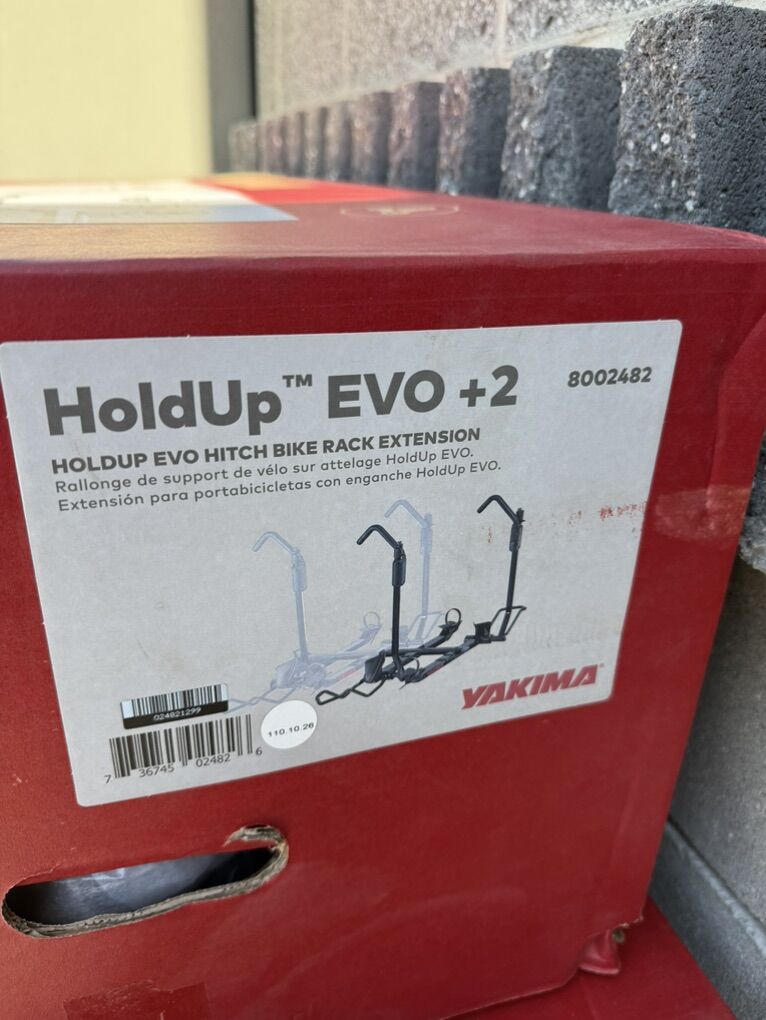 HoldUp™ EVO +2
8002482
HOLDUP EVO HITCH BIKE RACK EXTENSION
Rallonge de support de vélo sur attelage HoldUp EVO.
Extensión para portabicicletas con enganche HoldUp EVO.
YAKIMA
024821299
110.10.26
7 36745 02482 6